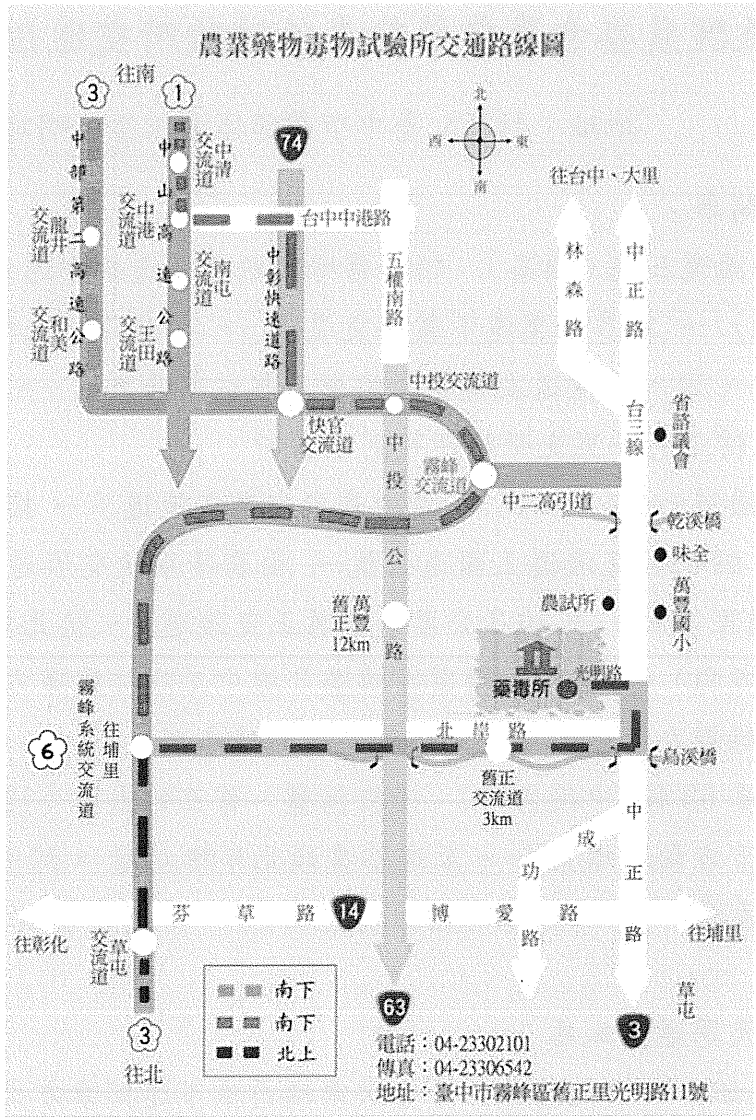 農業藥物毒物試驗所交通路線圖
往南
3
1
74
北
西
東
南
往台中、大里
中部第二高速公路
中山高速公路
中清交流道
中港交流道
龍井交流道
南屯交流道
和美交流道
王田交流道
台中中港路
中彰快速道路
五權南路
林森路
中正路
台三線
快官交流道
中投交流道
中投公路
霧峰交流道
中二高引道
省諮議會
乾溪橋
味全
農試所
萬豐國小
萬豐
舊正
12km
光明路
藥毒所
北岸路
6
霧峰系統交流道
往埔里
舊正
交流道
3km
烏溪橋
成功路
中正路
芬草路
14
博愛路
往彰化
往埔里
草屯交流道
草屯
3
往北
南下
南下
北上
63
3
電話：04-23302101
傳真：04-23306542
地址：臺中市霧峰區舊正里光明路11號